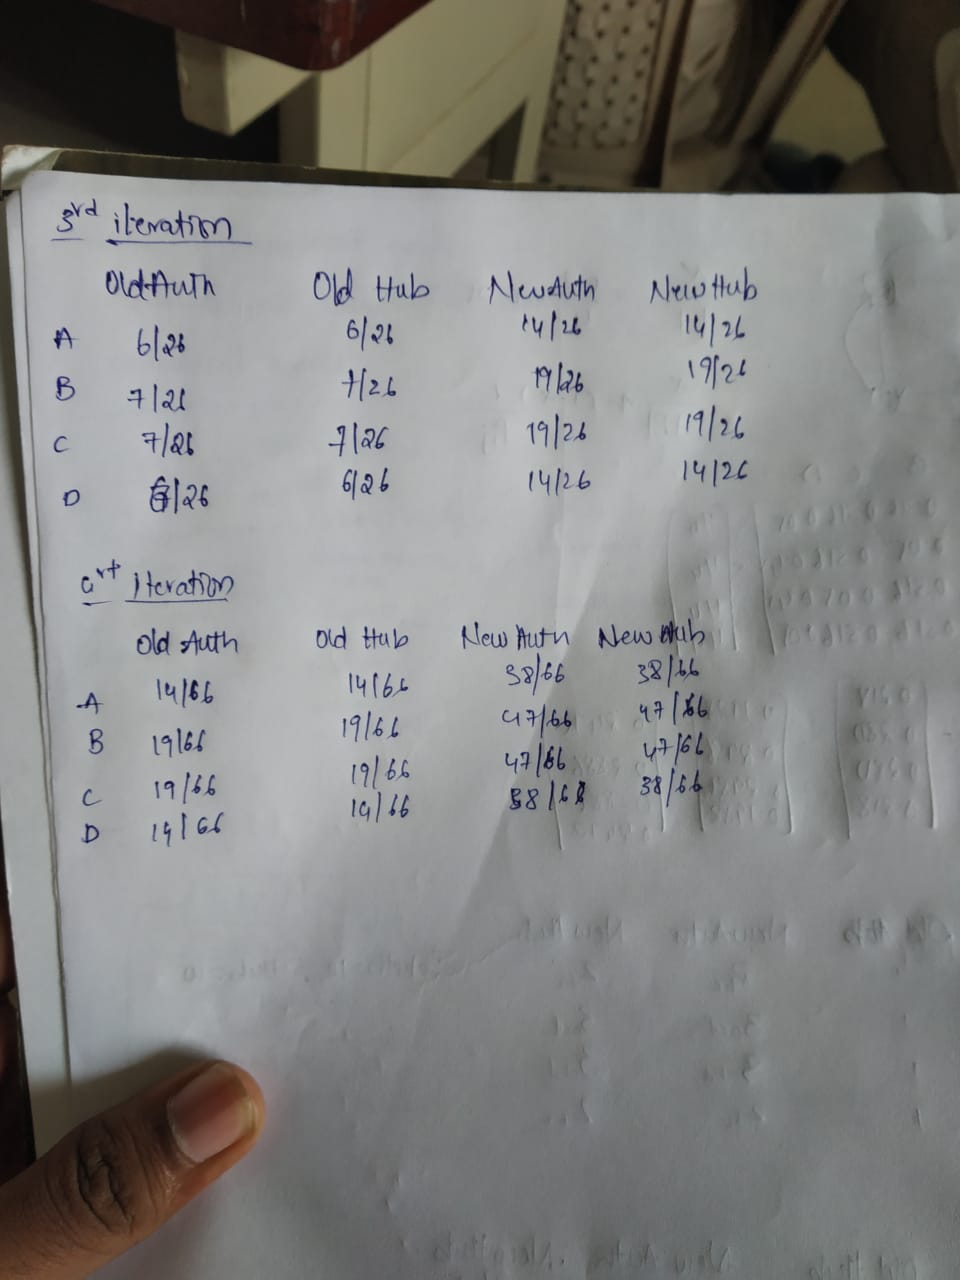 3rd iteration
Old Auth Old Hub New Auth New Hub
A 6/26 6/26 14/26 14/26
B 7/26 7/26 19/26 19/26
C 7/26 7/26 19/26 19/26
D 6/26 6/26 14/26 14/26
iteration
Old Auth Old Hub New Auth New Hub
A 14/66 14/66 38/66 38/66
B 19/66 19/66 47/66 47/66
C 19/66 19/66 47/66 47/66
D 14/66 14/66 38/66 38/66